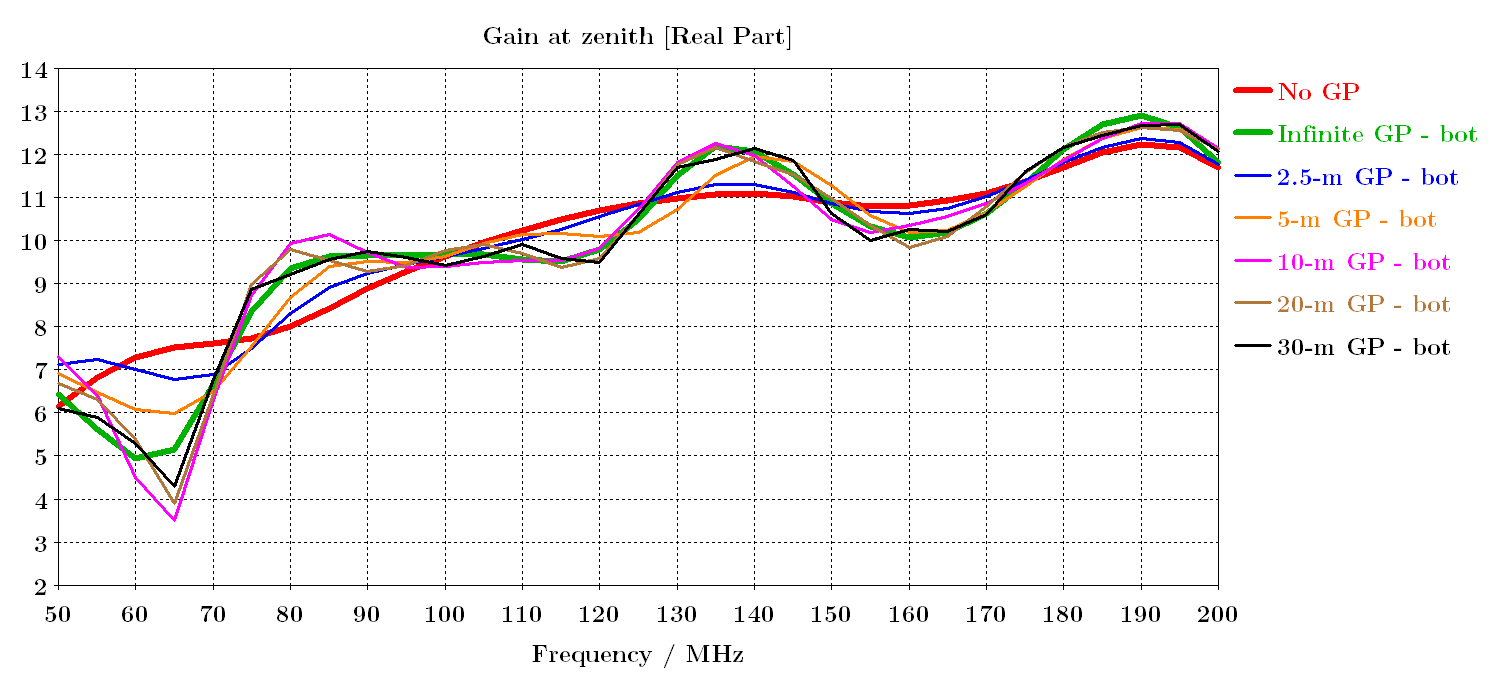 Gain at zenith [Real Part]
14
13
12
11
10
9
8
7
6
5
4
3
2
50 60 70 80 90 100 110 120 130 140 150 160 170 180 190 200
Frequency / MHz
No GP
Infinite GP - bot
2.5-m GP - bot
5-m GP - bot
10-m GP - bot
20-m GP - bot
30-m GP - bot